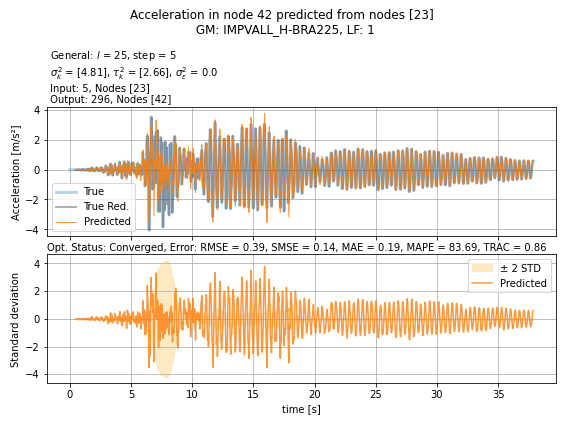 Acceleration in node 42 predicted from nodes [23]
GM: IMPVALL_H-BRA225, LF: 1
General: l = 25, step = 5
σ²ₖ = [4.81], τ²ₖ = [2.66], σ²ε = 0.0
Input: 5, Nodes [23]
Output: 296, Nodes [42]
4
2
0
−2
−4
Acceleration [m/s²]
True
True Red.
Predicted
Opt. Status: Converged, Error: RMSE = 0.39, SMSE = 0.14, MAE = 0.19, MAPE = 83.69, TRAC = 0.86
4
2
0
−2
−4
Standard deviation
± 2 STD
Predicted
0 5 10 15 20 25 30 35
time [s]